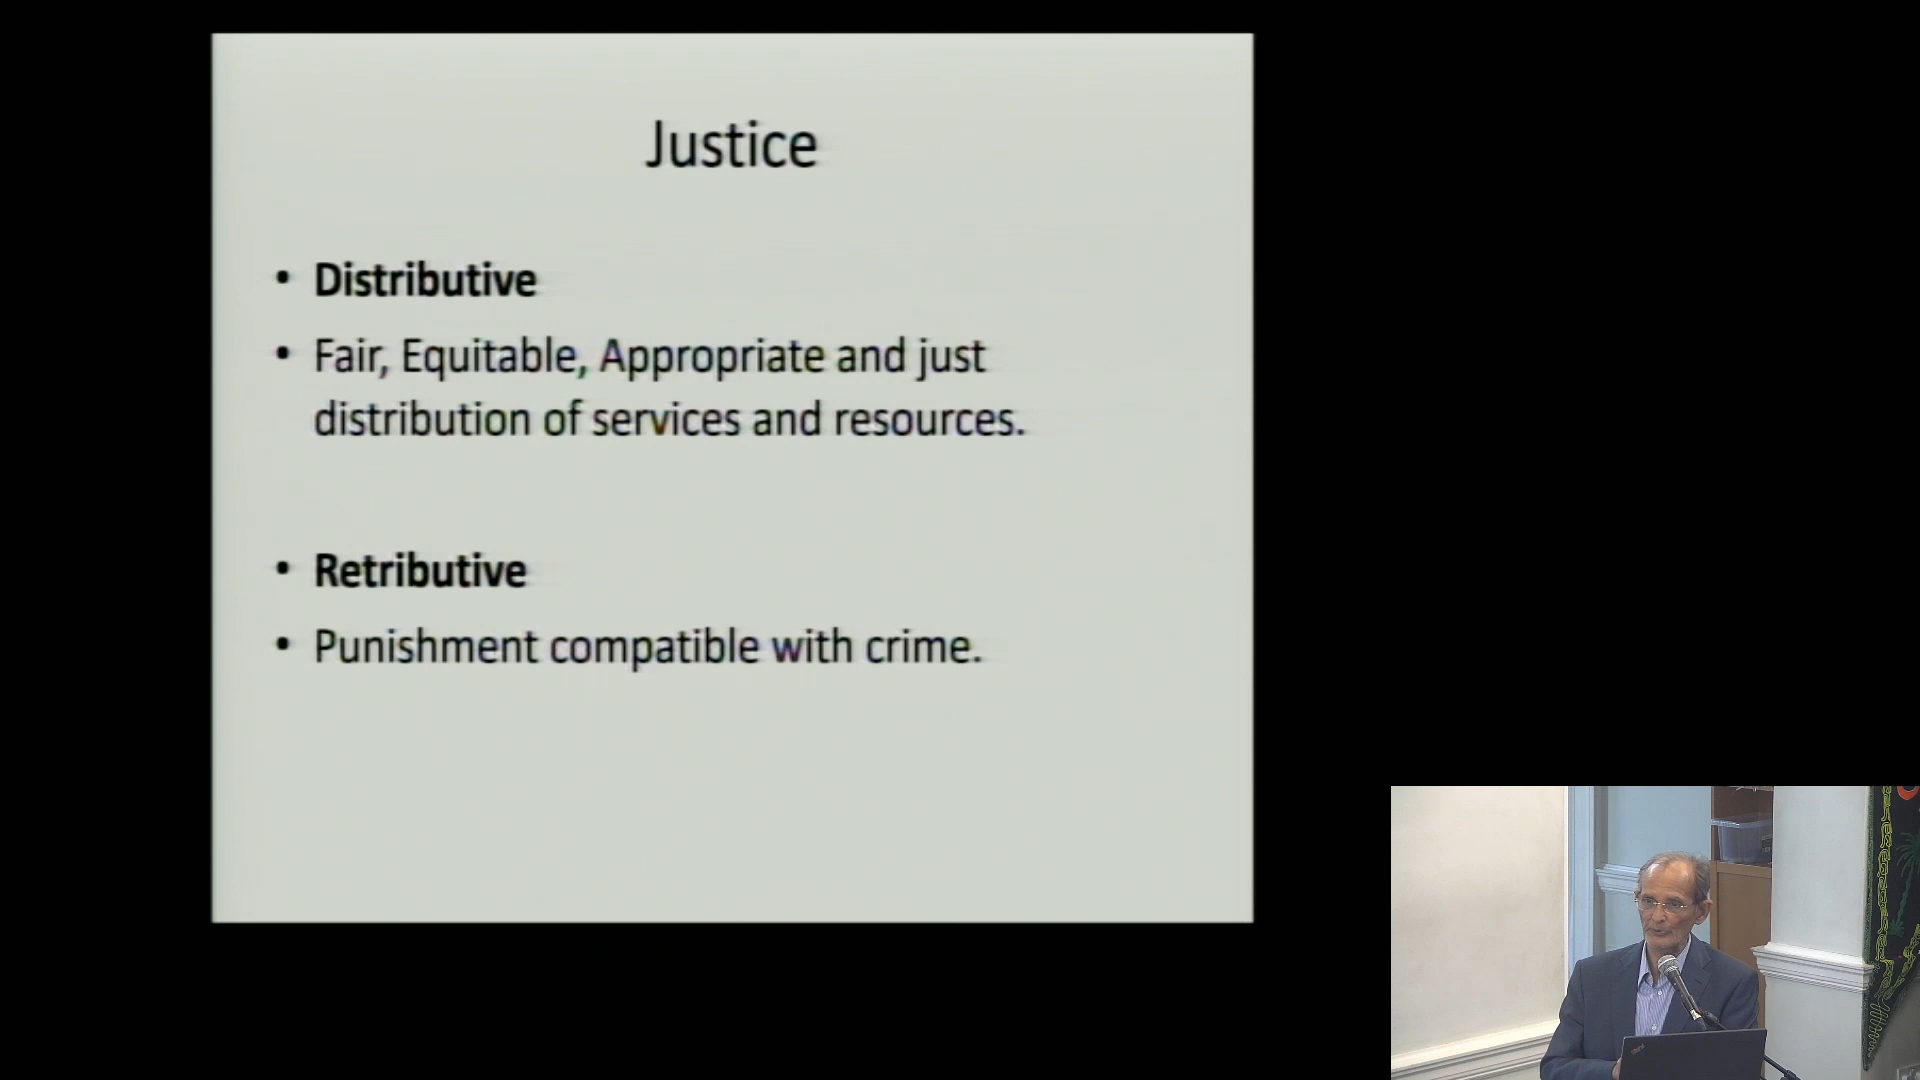 Justice
• Distributive
• Fair, Equitable, Appropriate and just
distribution of services and resources.
• Retributive
• Punishment compatible with crime.